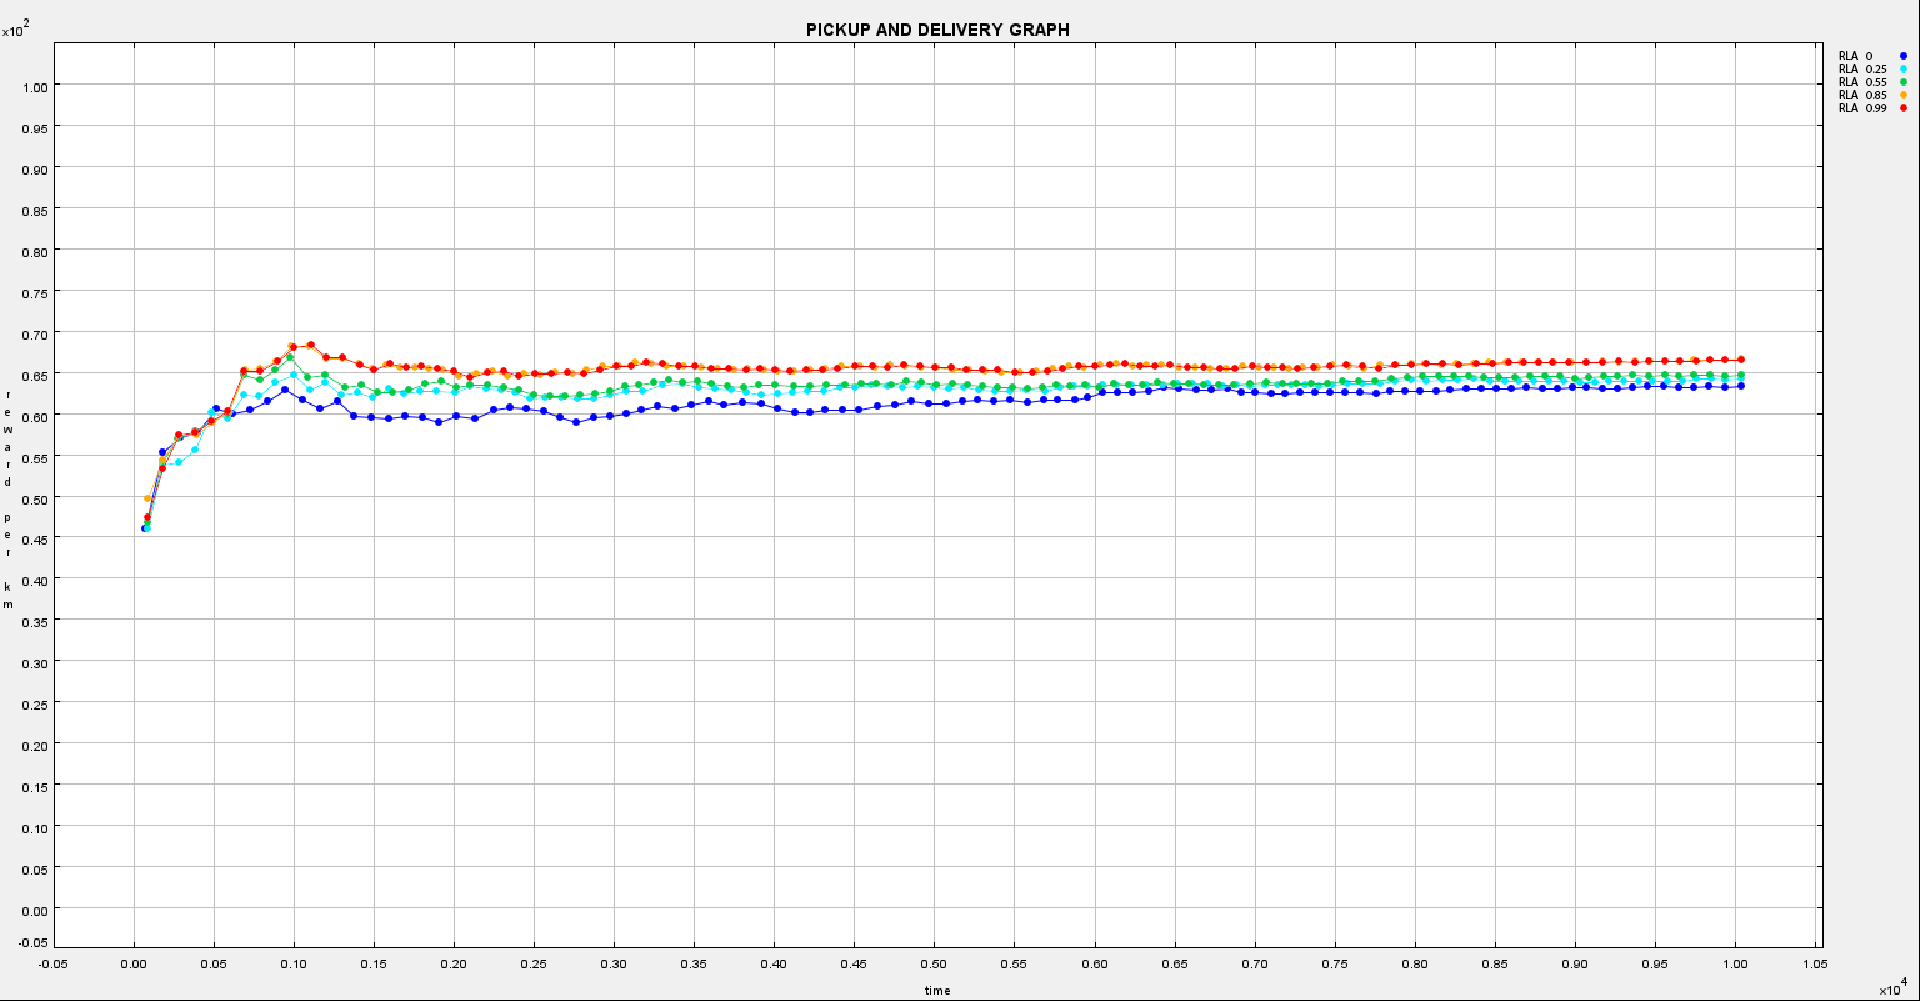 PICKUP AND DELIVERY GRAPH
x10 2
1.00
0.95
0.90
0.85
0.80
0.75
0.70
0.65
0.60
0.55
0.50
0.45
0.40
0.35
0.30
0.25
0.20
0.15
0.10
0.05
0.00
-0.05
reward per km
-0.05 0.00 0.05 0.10 0.15 0.20 0.25 0.30 0.35 0.40 0.45 0.50 0.55 0.60 0.65 0.70 0.75 0.80 0.85 0.90 0.95 1.00 1.05
time
x10 4
RLA 0
RLA 0.25
RLA 0.55
RLA 0.85
RLA 0.99